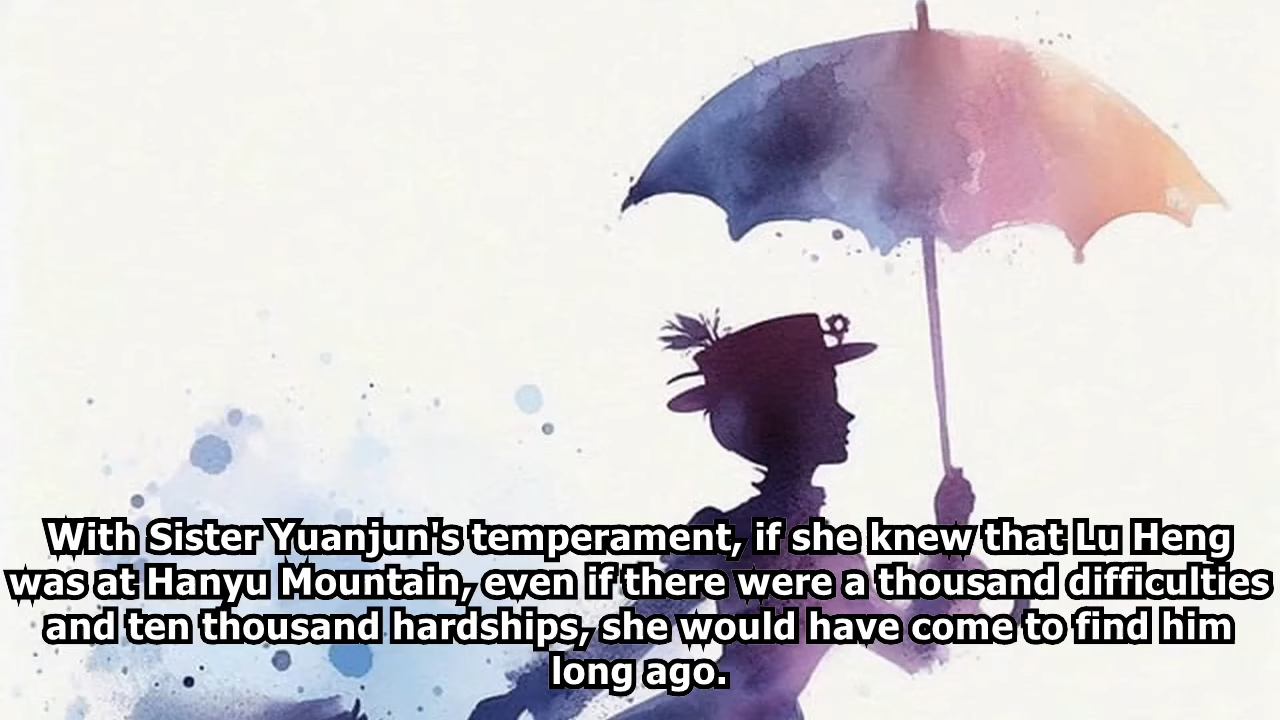 With Sister Yuanjun's temperament, if she knew that Lu Heng
was at Hanyu Mountain, even if there were a thousand difficulties
and ten thousand hardships, she would have come to find him
long ago.